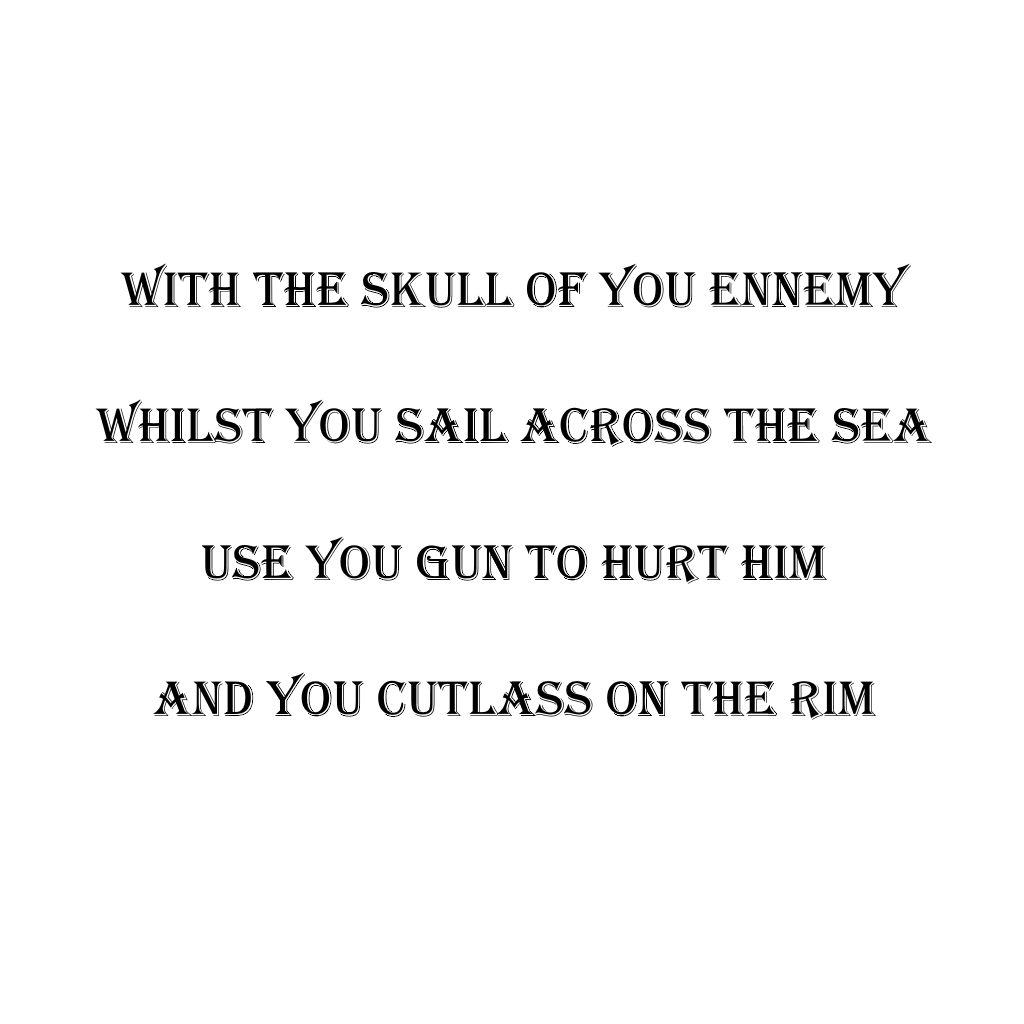 WITH THE SKULL OF YOU ENNEMY
WHILST YOU SAIL ACROSS THE SEA
USE YOU GUN TO HURT HIM
AND YOU CUTLASS ON THE RIM